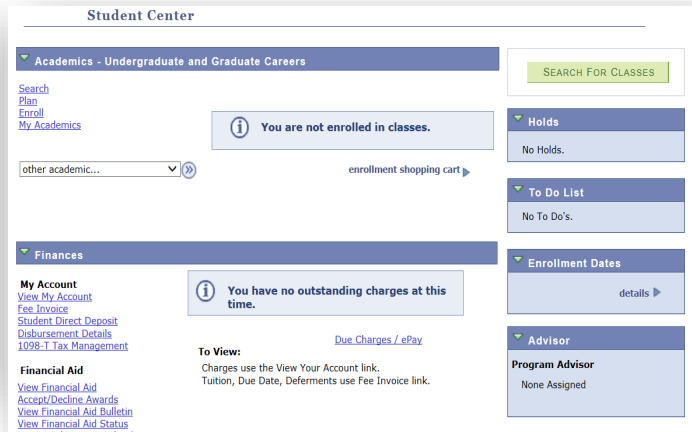 Student Center
Academics - Undergraduate and Graduate Careers
Search
Plan
Enroll
My Academics
You are not enrolled in classes.
other academic...
enrollment shopping cart
Finances
My Account
View My Account
Fee Invoice
Student Direct Deposit
Disbursement Details
1098-T Tax Management
Financial Aid
View Financial Aid
Accept/Decline Awards
View Financial Aid Bulletin
View Financial Aid Status
You have no outstanding charges at this
time.
Due Charges / ePay
To View:
Charges use the View Your Account link.
Tuition, Due Date, Deferments use Fee Invoice link.
SEARCH FOR CLASSES
Holds
No Holds.
To Do List
No To Do's.
Enrollment Dates
details
Advisor
Program Advisor
None Assigned